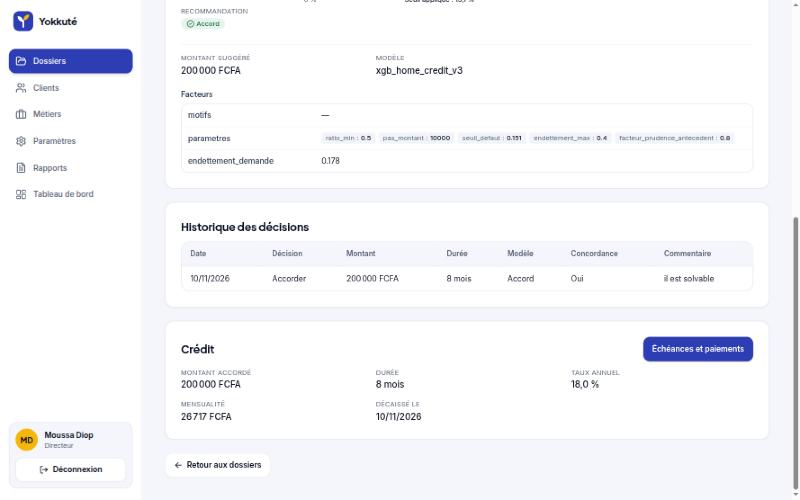 Yokkuté
Dossiers
Clients
Métiers
Paramètres
Rapports
Tableau de bord
MD
Moussa Diop
Directeur
Déconnexion
RECOMMANDATION
Accord
MONTANT SUGGÉRÉ
MODÈLE
200 000 FCFA
xgb_home_credit_v3
Facteurs
motifs —
parametres ratio_min : 0.5 pas_montant : 10000 seuil_defaut : 0.151 endettement_max : 0.4 facteur_prudence_antecedent : 0.8
endettement_demande 0.178
Historique des décisions
Date Décision Montant Durée Modèle Concordance Commentaire
10/11/2026 Accorder 200 000 FCFA 8 mois Accord Oui il est solvable
Crédit
Échéances et paiements
MONTANT ACCORDÉ DURÉE TAUX ANNUEL
200 000 FCFA 8 mois 18,0 %
MENSUALITÉ DÉCAISSÉ LE
26 717 FCFA 10/11/2026
← Retour aux dossiers